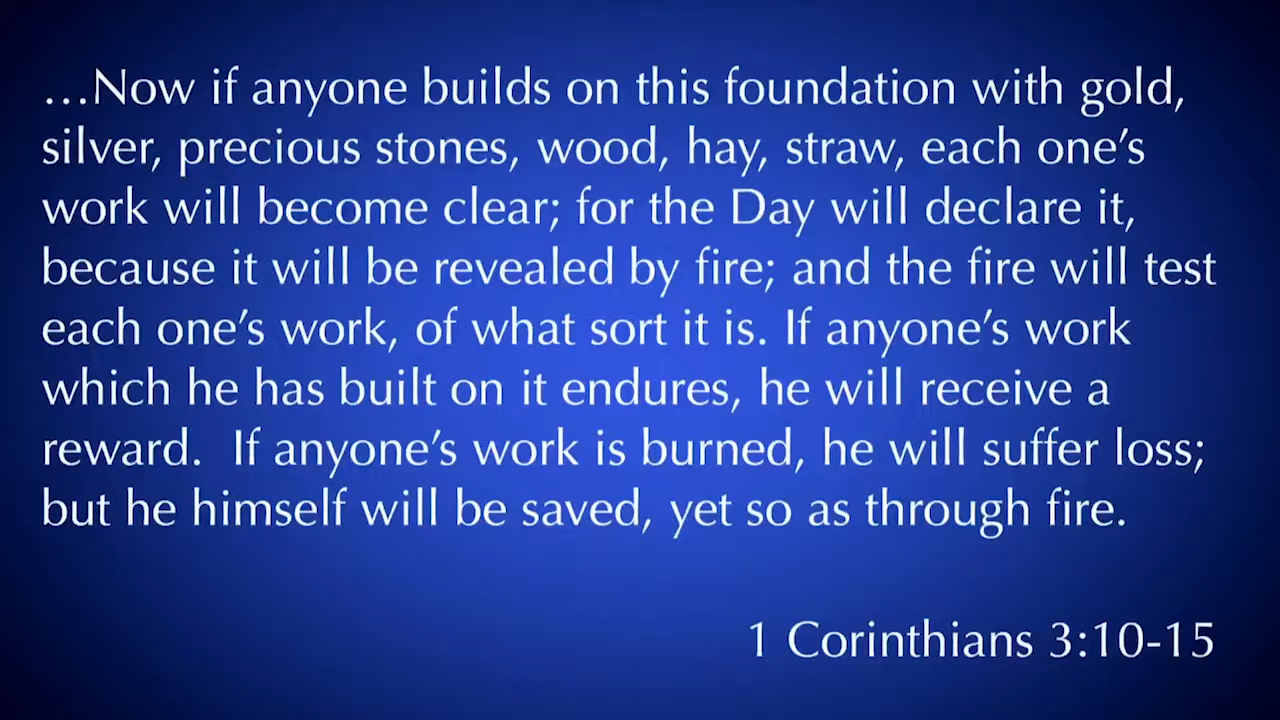 …Now if anyone builds on this foundation with gold,
silver, precious stones, wood, hay, straw, each one’s
work will become clear; for the Day will declare it,
because it will be revealed by fire; and the fire will test
each one’s work, of what sort it is. If anyone’s work
which he has built on it endures, he will receive a
reward.  If anyone’s work is burned, he will suffer loss;
but he himself will be saved, yet so as through fire.
1 Corinthians 3:10-15